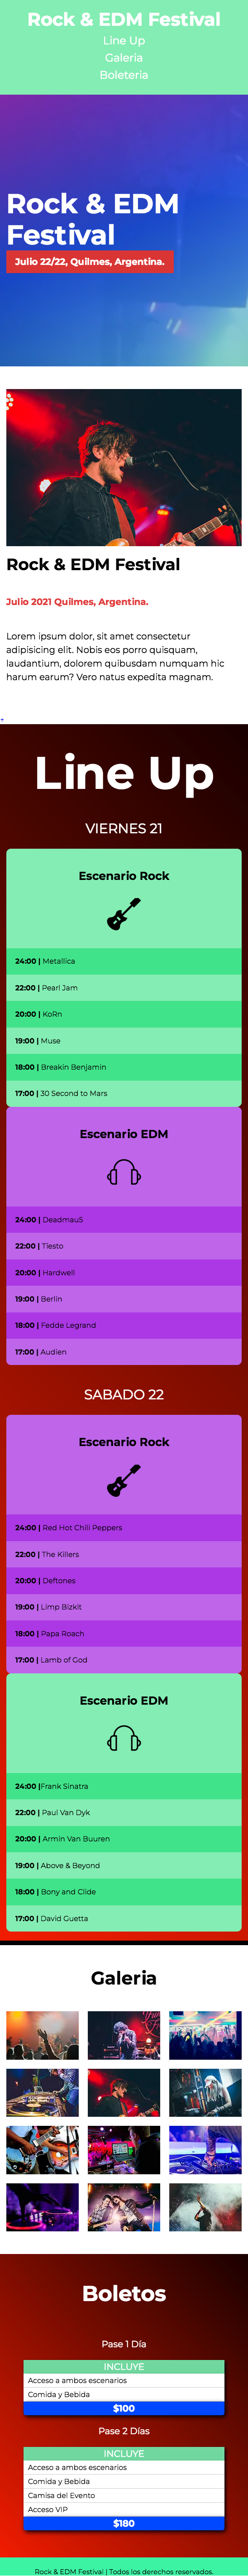 Rock & EDM Festival
Line Up
Galeria
Boleteria
Rock & EDM
Festival
Julio 22/22, Quilmes, Argentina.
Rock & EDM Festival
Julio 2021 Quilmes, Argentina.
Lorem ipsum dolor, sit amet consectetur
adipisicing elit. Nobis eos porro quisquam,
laudantium, dolorem quibusdam numquam hic
harum earum? Vero natus expedita magnam.
Line Up
VIERNES 21
Escenario Rock
24:00 | Metallica
22:00 | Pearl Jam
20:00 | KoRn
19:00 | Muse
18:00 | Breakin Benjamin
17:00 | 30 Second to Mars
Escenario EDM
24:00 | Deadmau5
22:00 | Tïesto
20:00 | Hardwell
19:00 | Berlin
18:00 | Fedde Legrand
17:00 | Audien
SABADO 22
Escenario Rock
24:00 | Red Hot Chili Peppers
22:00 | The Killers
20:00 | Deftones
19:00 | Limp Bizkit
18:00 | Papa Roach
17:00 | Lamb of God
Escenario EDM
24:00 |Frank Sinatra
22:00 | Paul Van Dyk
20:00 | Armin Van Buuren
19:00 | Above & Beyond
18:00 | Bony and Clide
17:00 | David Guetta
Galeria
Boletos
Pase 1 Día
INCLUYE
Acceso a ambos escenarios
Comida y Bebida
$100
Pase 2 Días
INCLUYE
Acceso a ambos escenarios
Comida y Bebida
Camisa del Evento
Acceso VIP
$180
Rock & EDM Festival | Todos los derechos reservados.